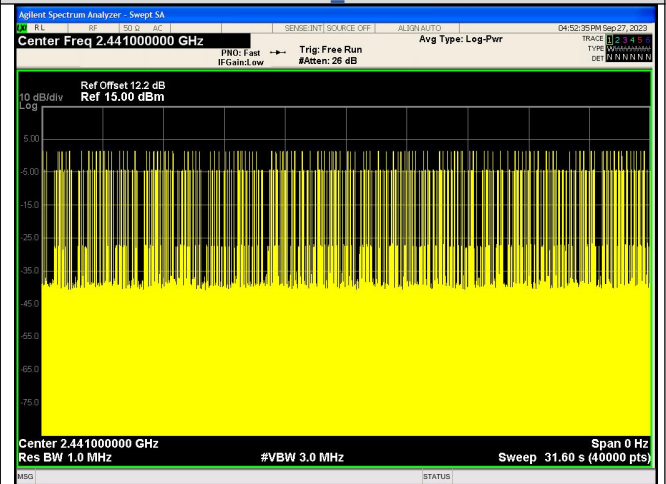 Agilent Spectrum Analyzer - Swept SA
RL RF 50 Ω AC SENSE:INT SOURCE OFF ALIGN AUTO 04:52:35 PM Sep 27, 2023
Center Freq 2.441000000 GHz
PNO: Fast
IFGain:Low
Trig: Free Run
#Atten: 26 dB
Avg Type: Log-Pwr
TRACE 1 2 3 4 5 6
TYPE
DET N N N N N N
10 dB/div
Log
Ref Offset 12.2 dB
Ref 15.00 dBm
5.00
-5.00
-15.0
-25.0
-35.0
-45.0
-55.0
-65.0
-75.0
Center 2.441000000 GHz Span 0 Hz
Res BW 1.0 MHz #VBW 3.0 MHz Sweep 31.60 s (40000 pts)
MSG STATUS